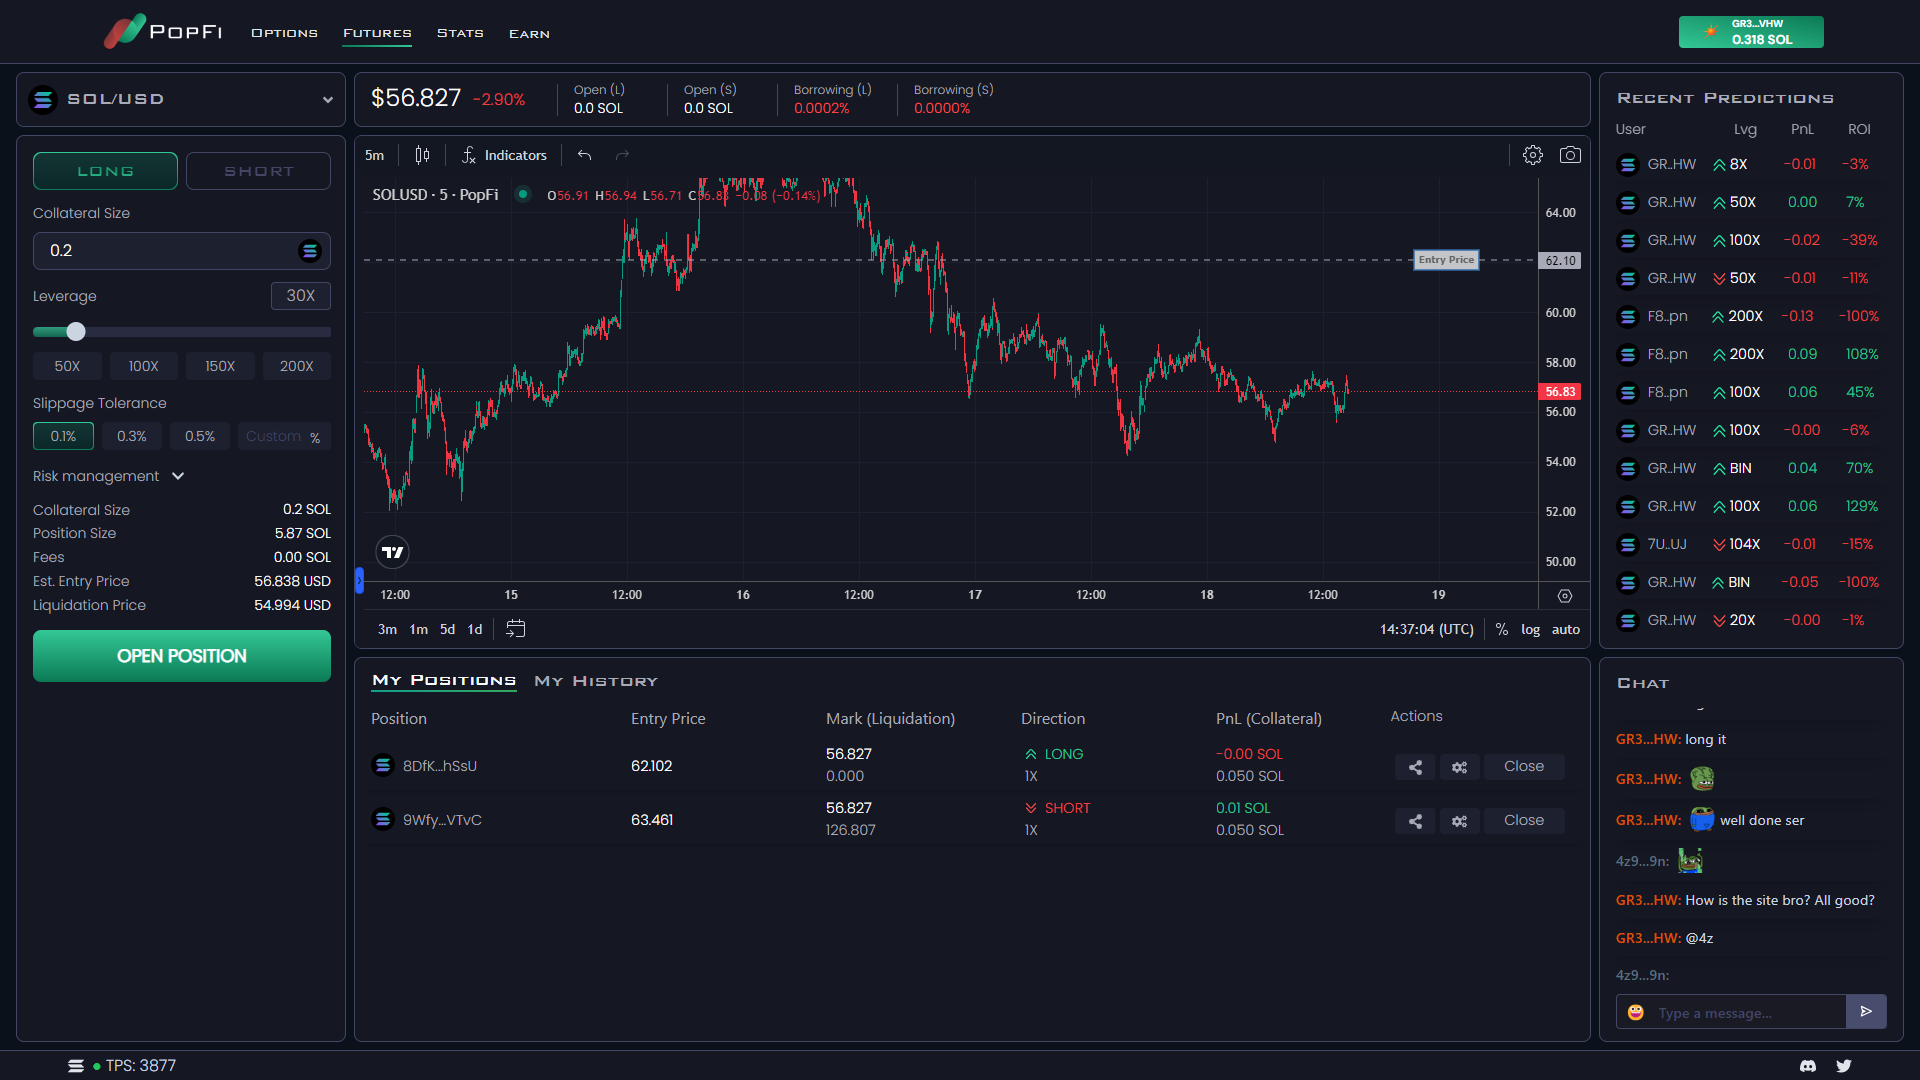 PopFi Options Futures Stats Earn
GR3...VHW
0.318 SOL
SOL/USD
LONG SHORT
Collateral Size
0.2
Leverage 30X
50X 100X 150X 200X
Slippage Tolerance
0.1% 0.3% 0.5% Custom %
Risk management
Collateral Size 0.2 SOL
Position Size 5.87 SOL
Fees 0.00 SOL
Est. Entry Price 56.838 USD
Liquidation Price 54.994 USD
OPEN POSITION
$56.827 -2.90%
Open (L) 0.0 SOL
Open (S) 0.0 SOL
Borrowing (L) 0.0002%
Borrowing (S) 0.0000%
5m Indicators
SOLUSD · 5 · PopFi O56.91 H56.94 L56.71 C56.83 -0.08 (-0.14%)
Entry Price
64.00
62.10
60.00
58.00
56.83
56.00
54.00
52.00
50.00
12:00 15 12:00 16 12:00 17 12:00 18 12:00 19
3m 1m 5d 1d 14:37:04 (UTC) % log auto
My Positions My History
Position Entry Price Mark (Liquidation) Direction PnL (Collateral) Actions
8DfK...hSsU 62.102 56.827 LONG -0.00 SOL Close
0.000 1X 0.050 SOL
9Wfy...VTvC 63.461 56.827 SHORT 0.01 SOL Close
126.807 1X 0.050 SOL
Recent Predictions
User Lvg PnL ROI
GR..HW 8X -0.01 -3%
GR..HW 50X 0.00 7%
GR..HW 100X -0.02 -39%
GR..HW 50X -0.01 -11%
F8..pn 200X -0.13 -100%
F8..pn 200X 0.09 108%
F8..pn 100X 0.06 45%
GR..HW 100X -0.00 -6%
GR..HW BIN 0.04 70%
GR..HW 100X 0.06 129%
7U..UJ 104X -0.01 -15%
GR..HW BIN -0.05 -100%
GR..HW 20X -0.00 -1%
Chat
GR3...HW: long it
GR3...HW:
GR3...HW: well done ser
4z9...9n:
GR3...HW: How is the site bro? All good?
GR3...HW: @4z
4z9...9n:
Type a message...
TPS: 3877